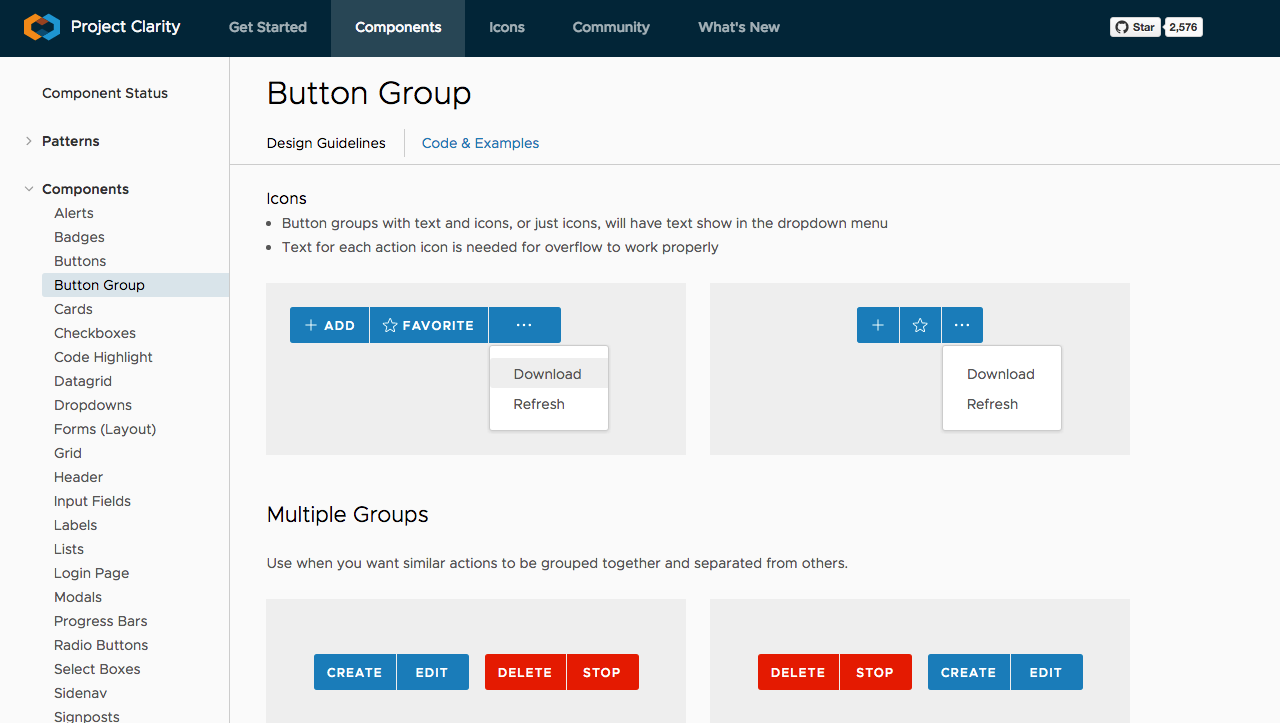 Project Clarity
Get Started
Components
Icons
Community
What's New
Star
2,576
Component Status
Patterns
Components
Alerts
Badges
Buttons
Button Group
Cards
Checkboxes
Code Highlight
Datagrid
Dropdowns
Forms (Layout)
Grid
Header
Input Fields
Labels
Lists
Login Page
Modals
Progress Bars
Radio Buttons
Select Boxes
Sidenav
Signposts
Button Group
Design Guidelines
Code & Examples
Icons
• Button groups with text and icons, or just icons, will have text show in the dropdown menu
• Text for each action icon is needed for overflow to work properly
+ ADD
FAVORITE
...
Download
Refresh
+
...
Download
Refresh
Multiple Groups
Use when you want similar actions to be grouped together and separated from others.
CREATE
EDIT
DELETE
STOP
DELETE
STOP
CREATE
EDIT